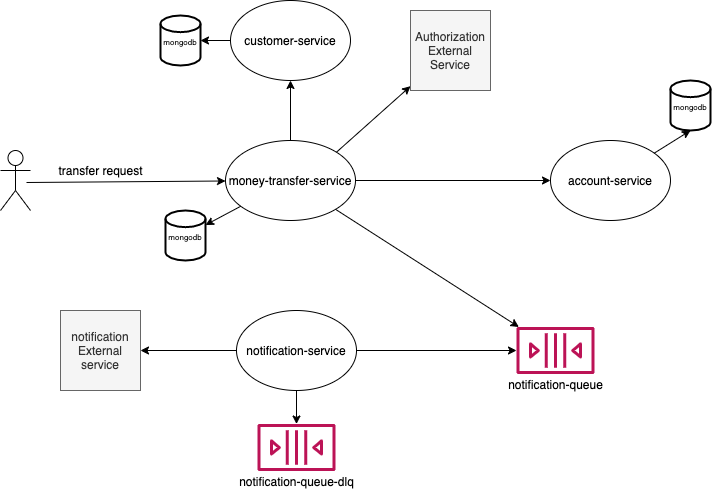 mongodb
customer-service
Authorization
External
Service
mongodb
transfer request
money-transfer-service
account-service
mongodb
notification
External
service
notification-service
notification-queue
notification-queue-dlq